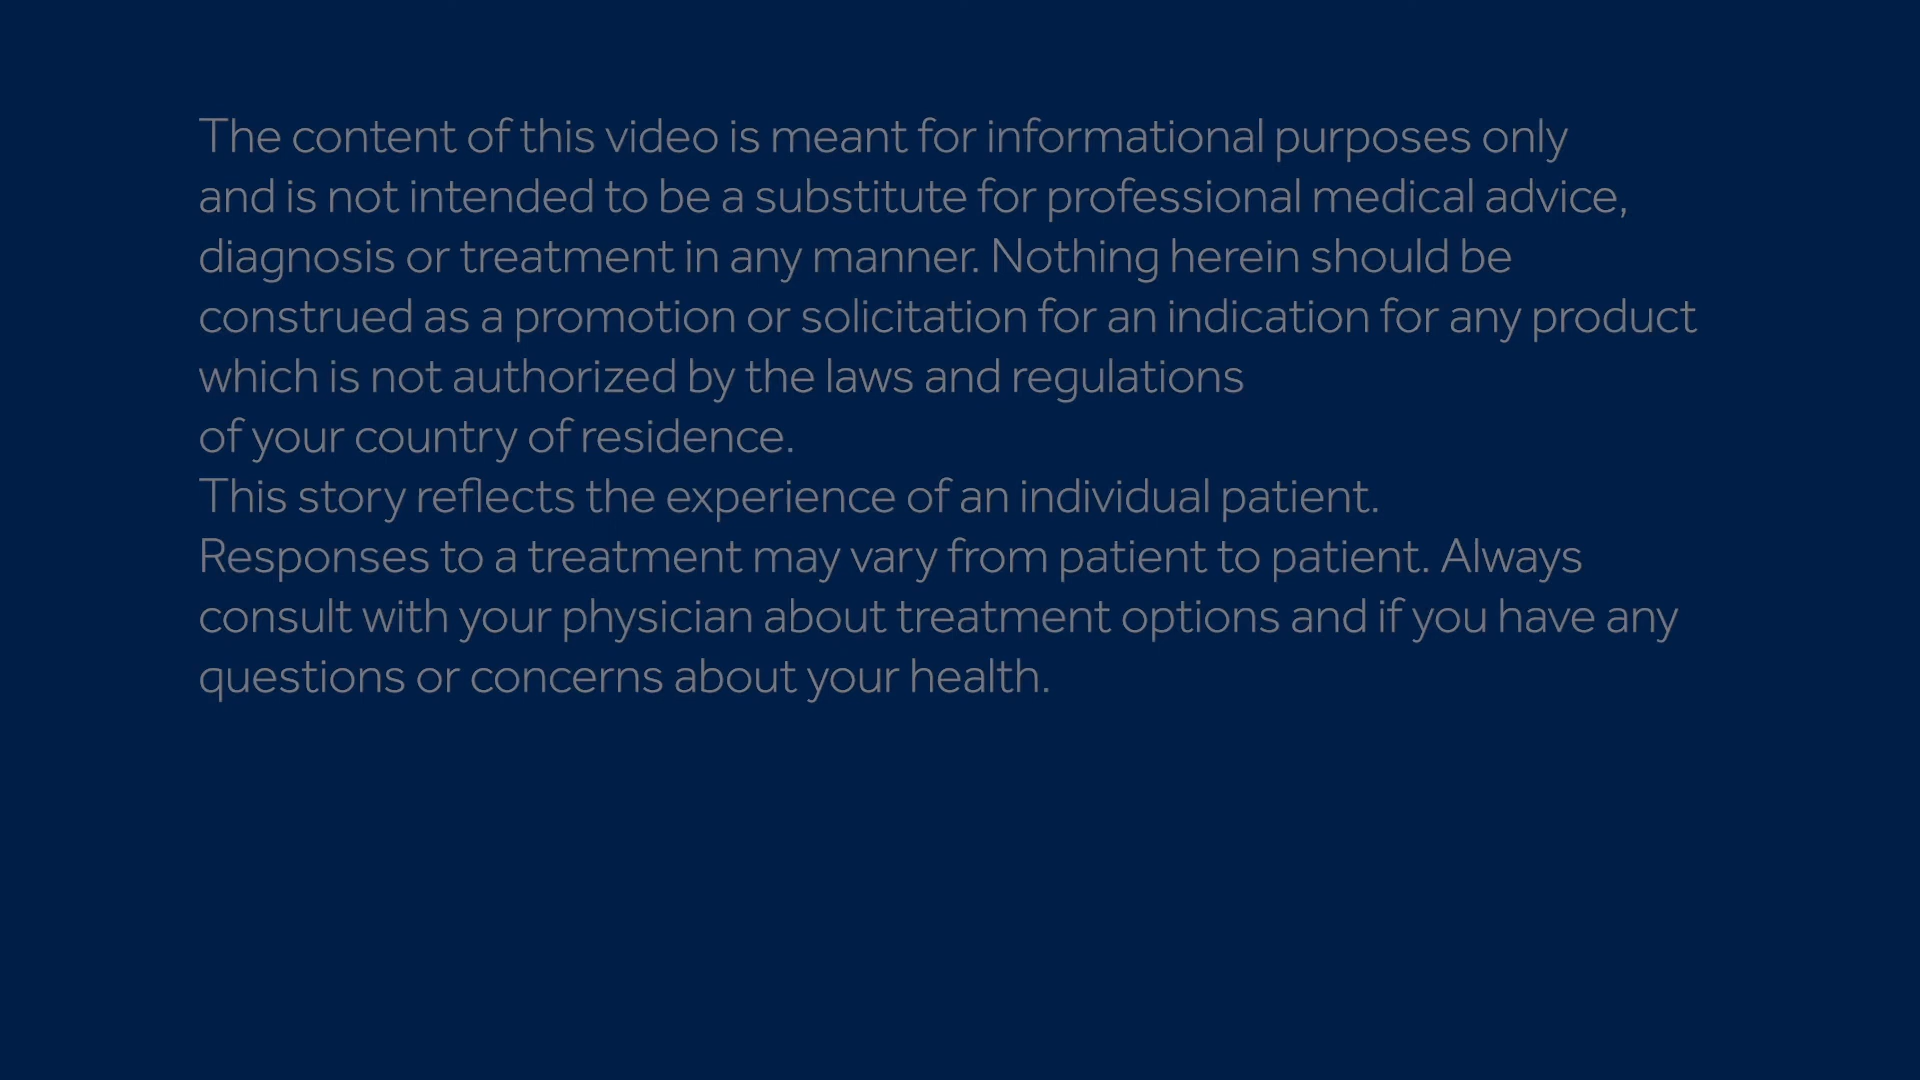 The content of this video is meant for informational purposes only
and is not intended to be a substitute for professional medical advice,
diagnosis or treatment in any manner. Nothing herein should be
construed as a promotion or solicitation for an indication for any product
which is not authorized by the laws and regulations
of your country of residence.
This story reflects the experience of an individual patient.
Responses to a treatment may vary from patient to patient. Always
consult with your physician about treatment options and if you have any
questions or concerns about your health.